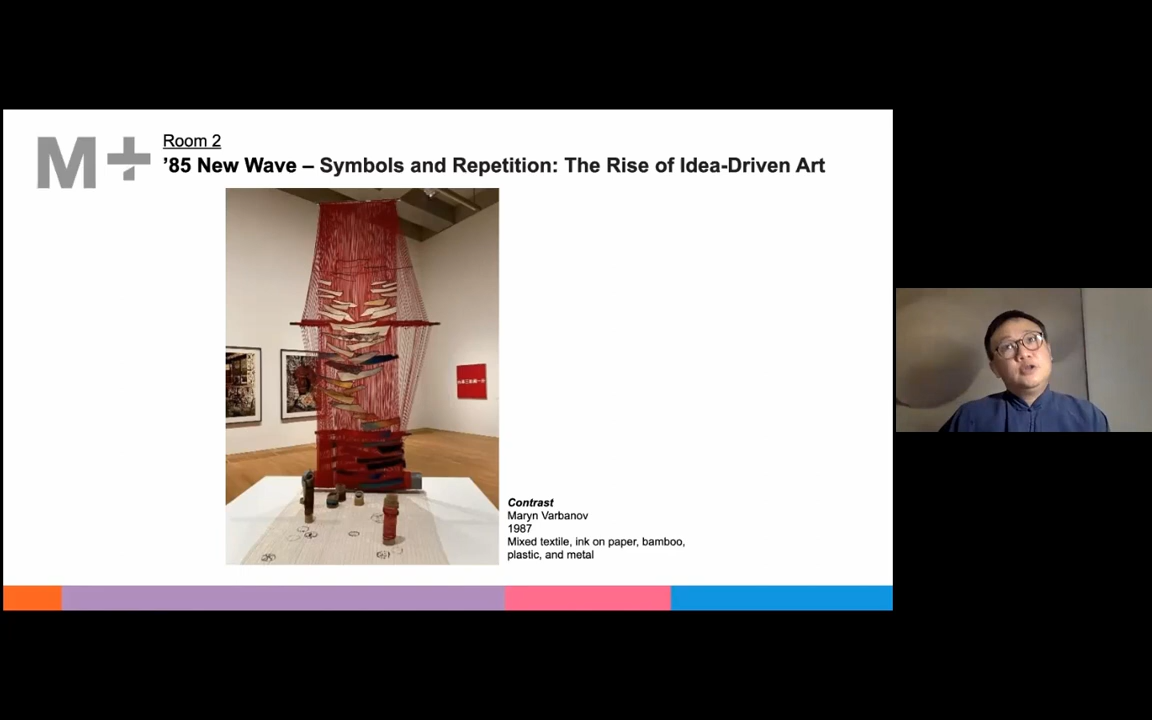 M+
Room 2
’85 New Wave – Symbols and Repetition: The Rise of Idea-Driven Art
Contrast
Maryn Varbanov
1987
Mixed textile, ink on paper, bamboo,
plastic, and metal